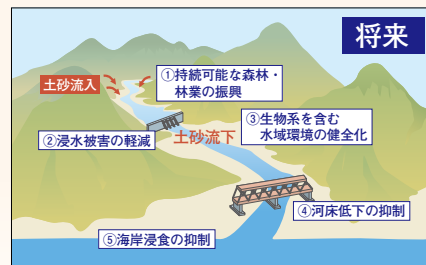 将来
土砂流入
①持続可能な森林・
林業の振興
②浸水被害の軽減
土砂流下
③生物系を含む
水域環境の健全化
④河床低下の抑制
⑤海岸浸食の抑制